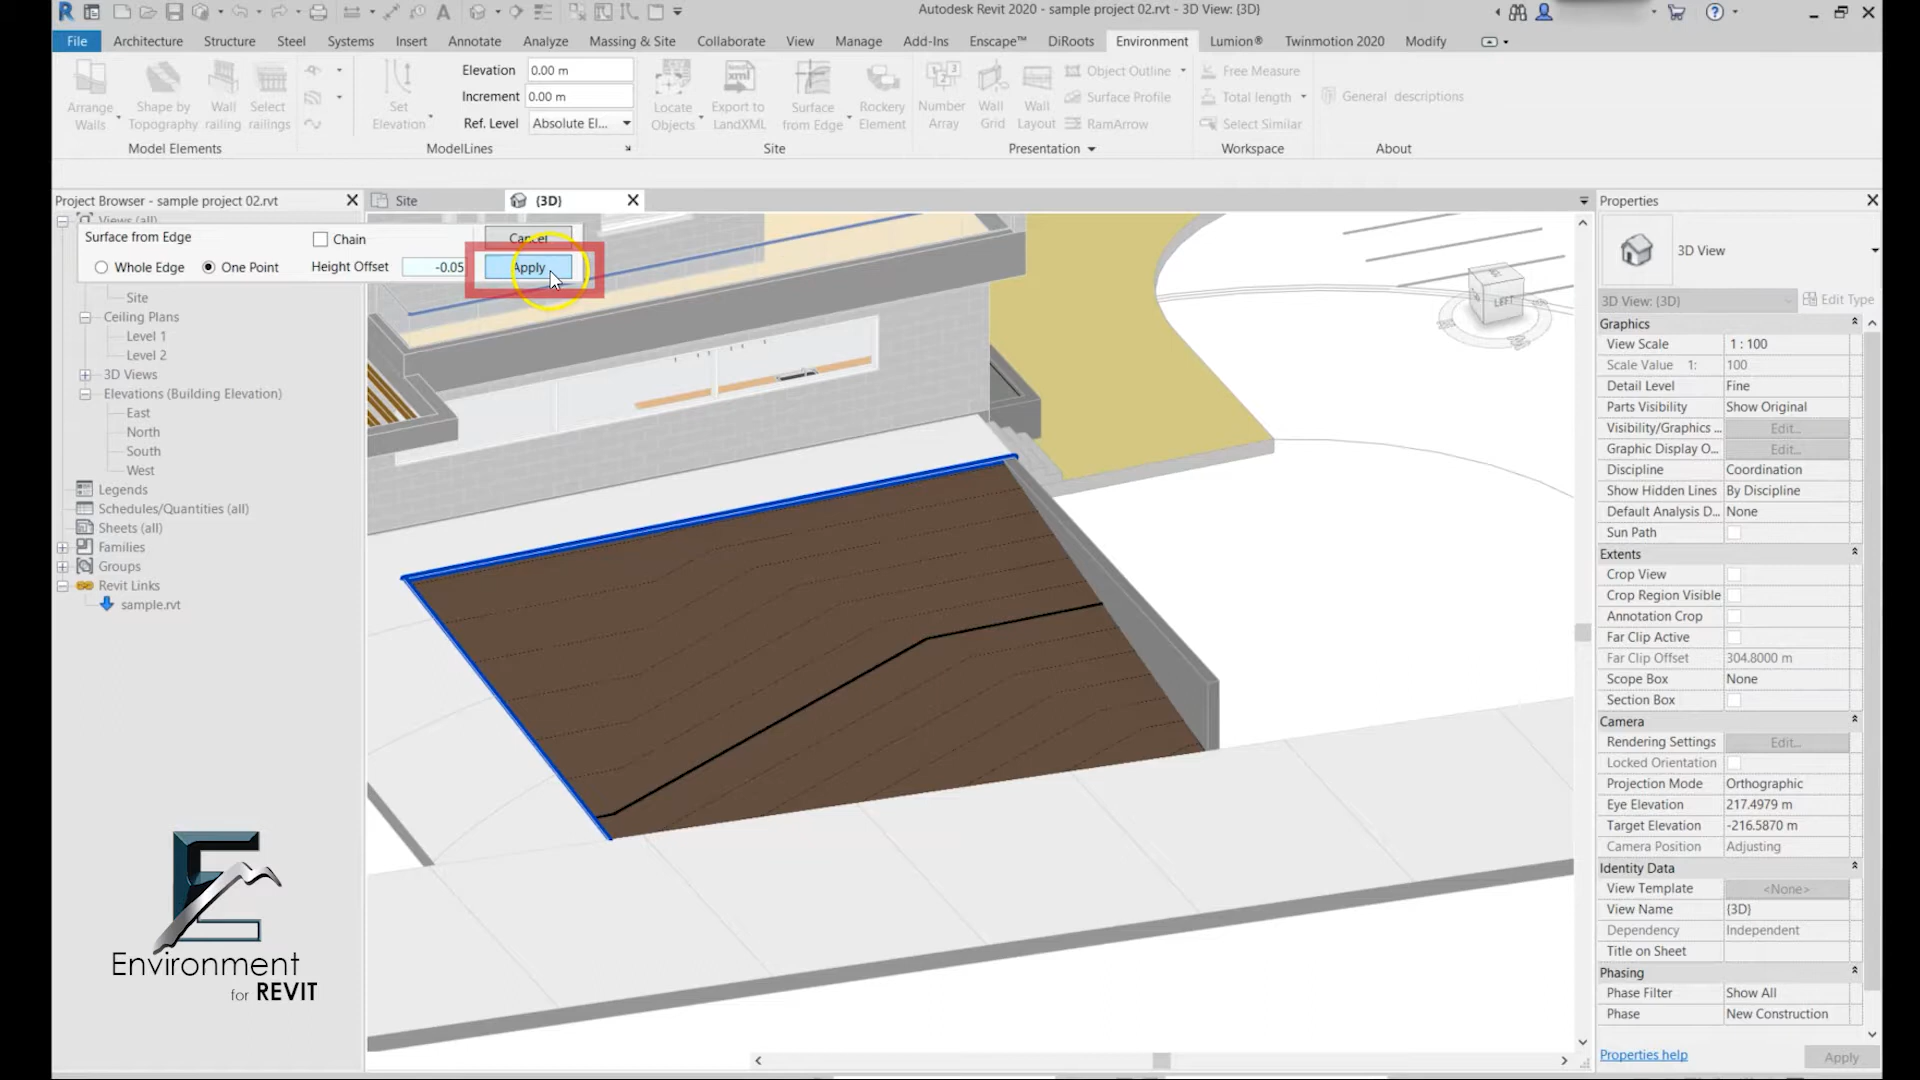 Autodesk Revit 2020 - sample project 02.rvt - 3D View: {3D}
File Architecture Structure Steel Systems Insert Annotate Analyze Massing & Site Collaborate View Manage Add-Ins Enscape™ DiRoots Environment Lumion® Twinmotion 2020 Modify
Arrange Walls
Shape by Topography
Wall railing
Select railings
Model Elements
Set Elevation
Elevation 0.00 m
Increment 0.00 m
Ref. Level Absolute El...
ModelLines
Locate Objects
Export to LandXML
Surface from Edge
Rockery Element
Site
Number Array
Wall Grid
Wall Layout
Object Outline
Surface Profile
RamArrow
Presentation
Free Measure
Total length
Select Similar
Workspace
General descriptions
About
Project Browser - sample project 02.rvt
Site
{3D}
Properties
Views (all)
Surface from Edge
Chain
Cancel
Whole Edge
One Point
Height Offset -0.05
Apply
Site
Ceiling Plans
Level 1
Level 2
3D Views
Elevations (Building Elevation)
East
North
South
West
Legends
Schedules/Quantities (all)
Sheets (all)
Families
Groups
Revit Links
sample.rvt
LEFT
3D View
3D View: {3D}
Edit Type
Graphics
View Scale 1 : 100
Scale Value 1: 100
Detail Level Fine
Parts Visibility Show Original
Visibility/Graphics ... Edit...
Graphic Display O... Edit...
Discipline Coordination
Show Hidden Lines By Discipline
Default Analysis D... None
Sun Path
Extents
Crop View
Crop Region Visible
Annotation Crop
Far Clip Active
Far Clip Offset 304.8000 m
Scope Box None
Section Box
Camera
Rendering Settings Edit...
Locked Orientation
Projection Mode Orthographic
Eye Elevation 217.4979 m
Target Elevation -216.5870 m
Camera Position Adjusting
Identity Data
View Template <None>
View Name {3D}
Dependency Independent
Title on Sheet
Phasing
Phase Filter Show All
Phase New Construction
Properties help
Apply
Environment
for REVIT